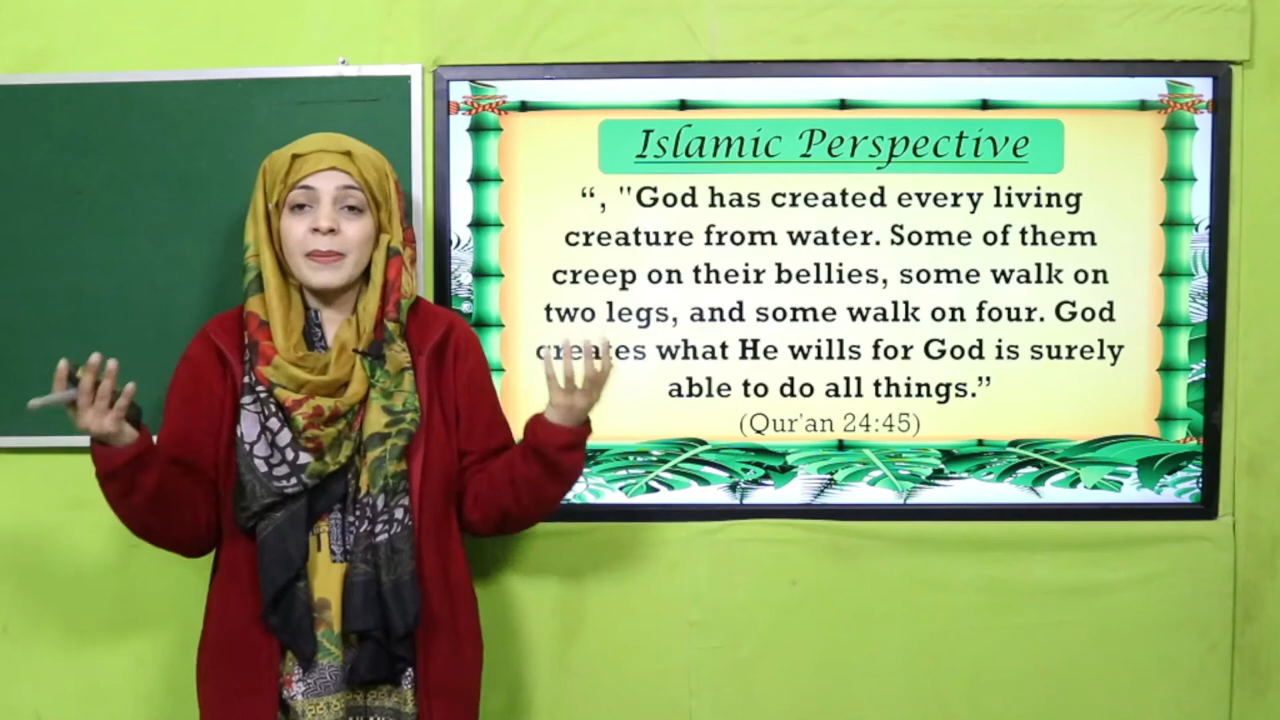 Islamic Perspective
“, "God has created every living
creature from water. Some of them
creep on their bellies, some walk on
two legs, and some walk on four. God
creates what He wills for God is surely
able to do all things.”
(Qur'an 24:45)